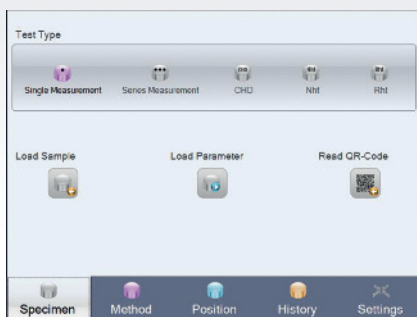 Test Type
Single Measurement Series Measurement CHD Nht Rht
Load Sample Load Parameter Read QR-Code
Specimen Method Position History Settings